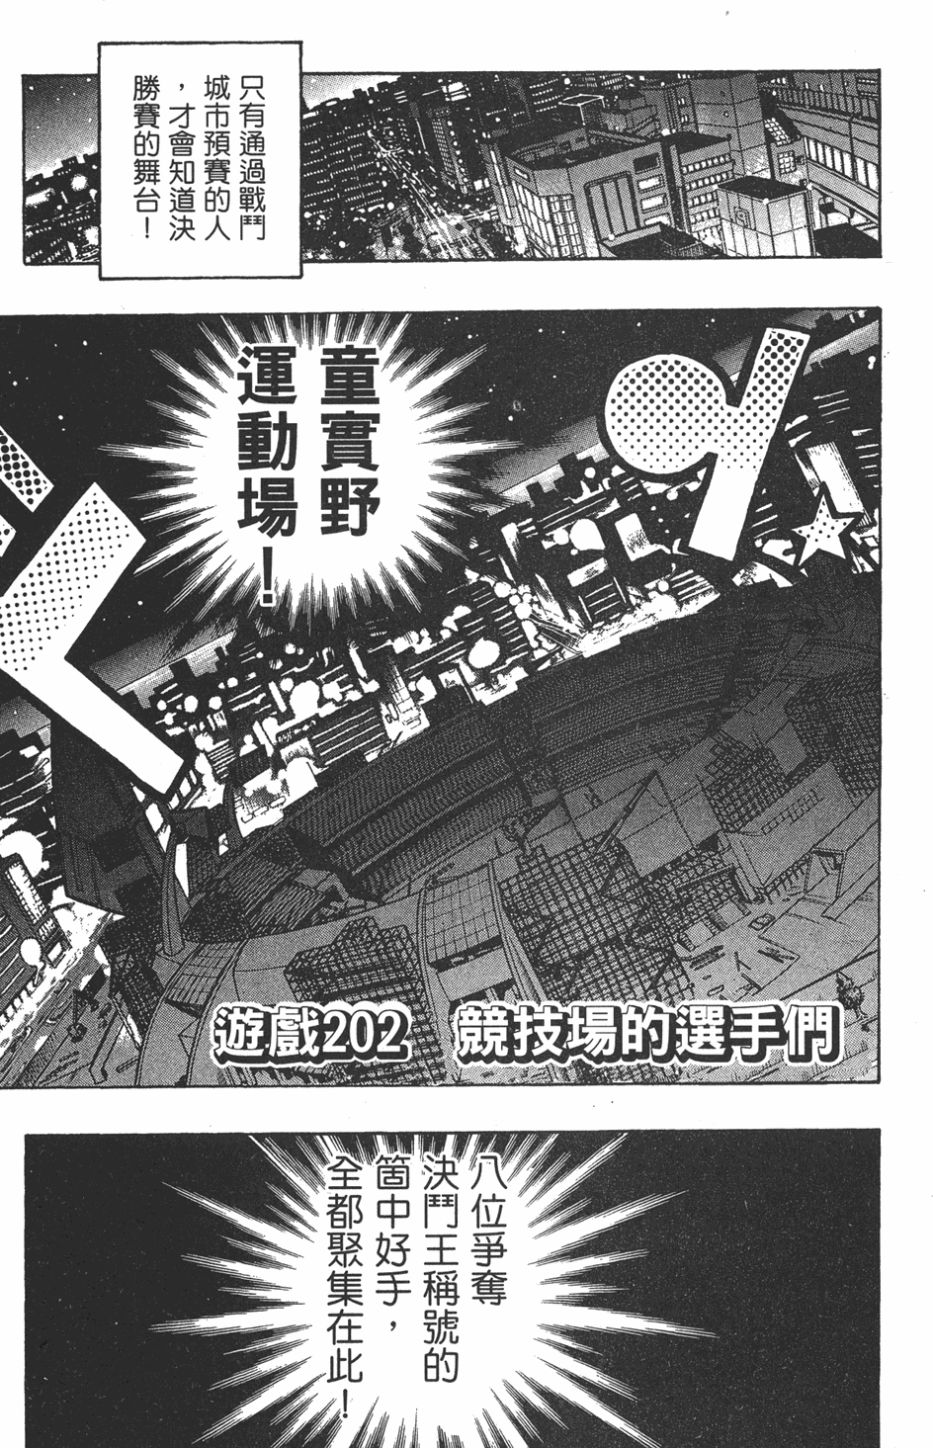 只有通過戰鬥
城市預賽的人
，才會知道決
勝賽的舞台！
童實野
運動場！
遊戲202 競技場的選手們
八位爭奪
決鬥王稱號的
箇中好手，
全都聚集在此！